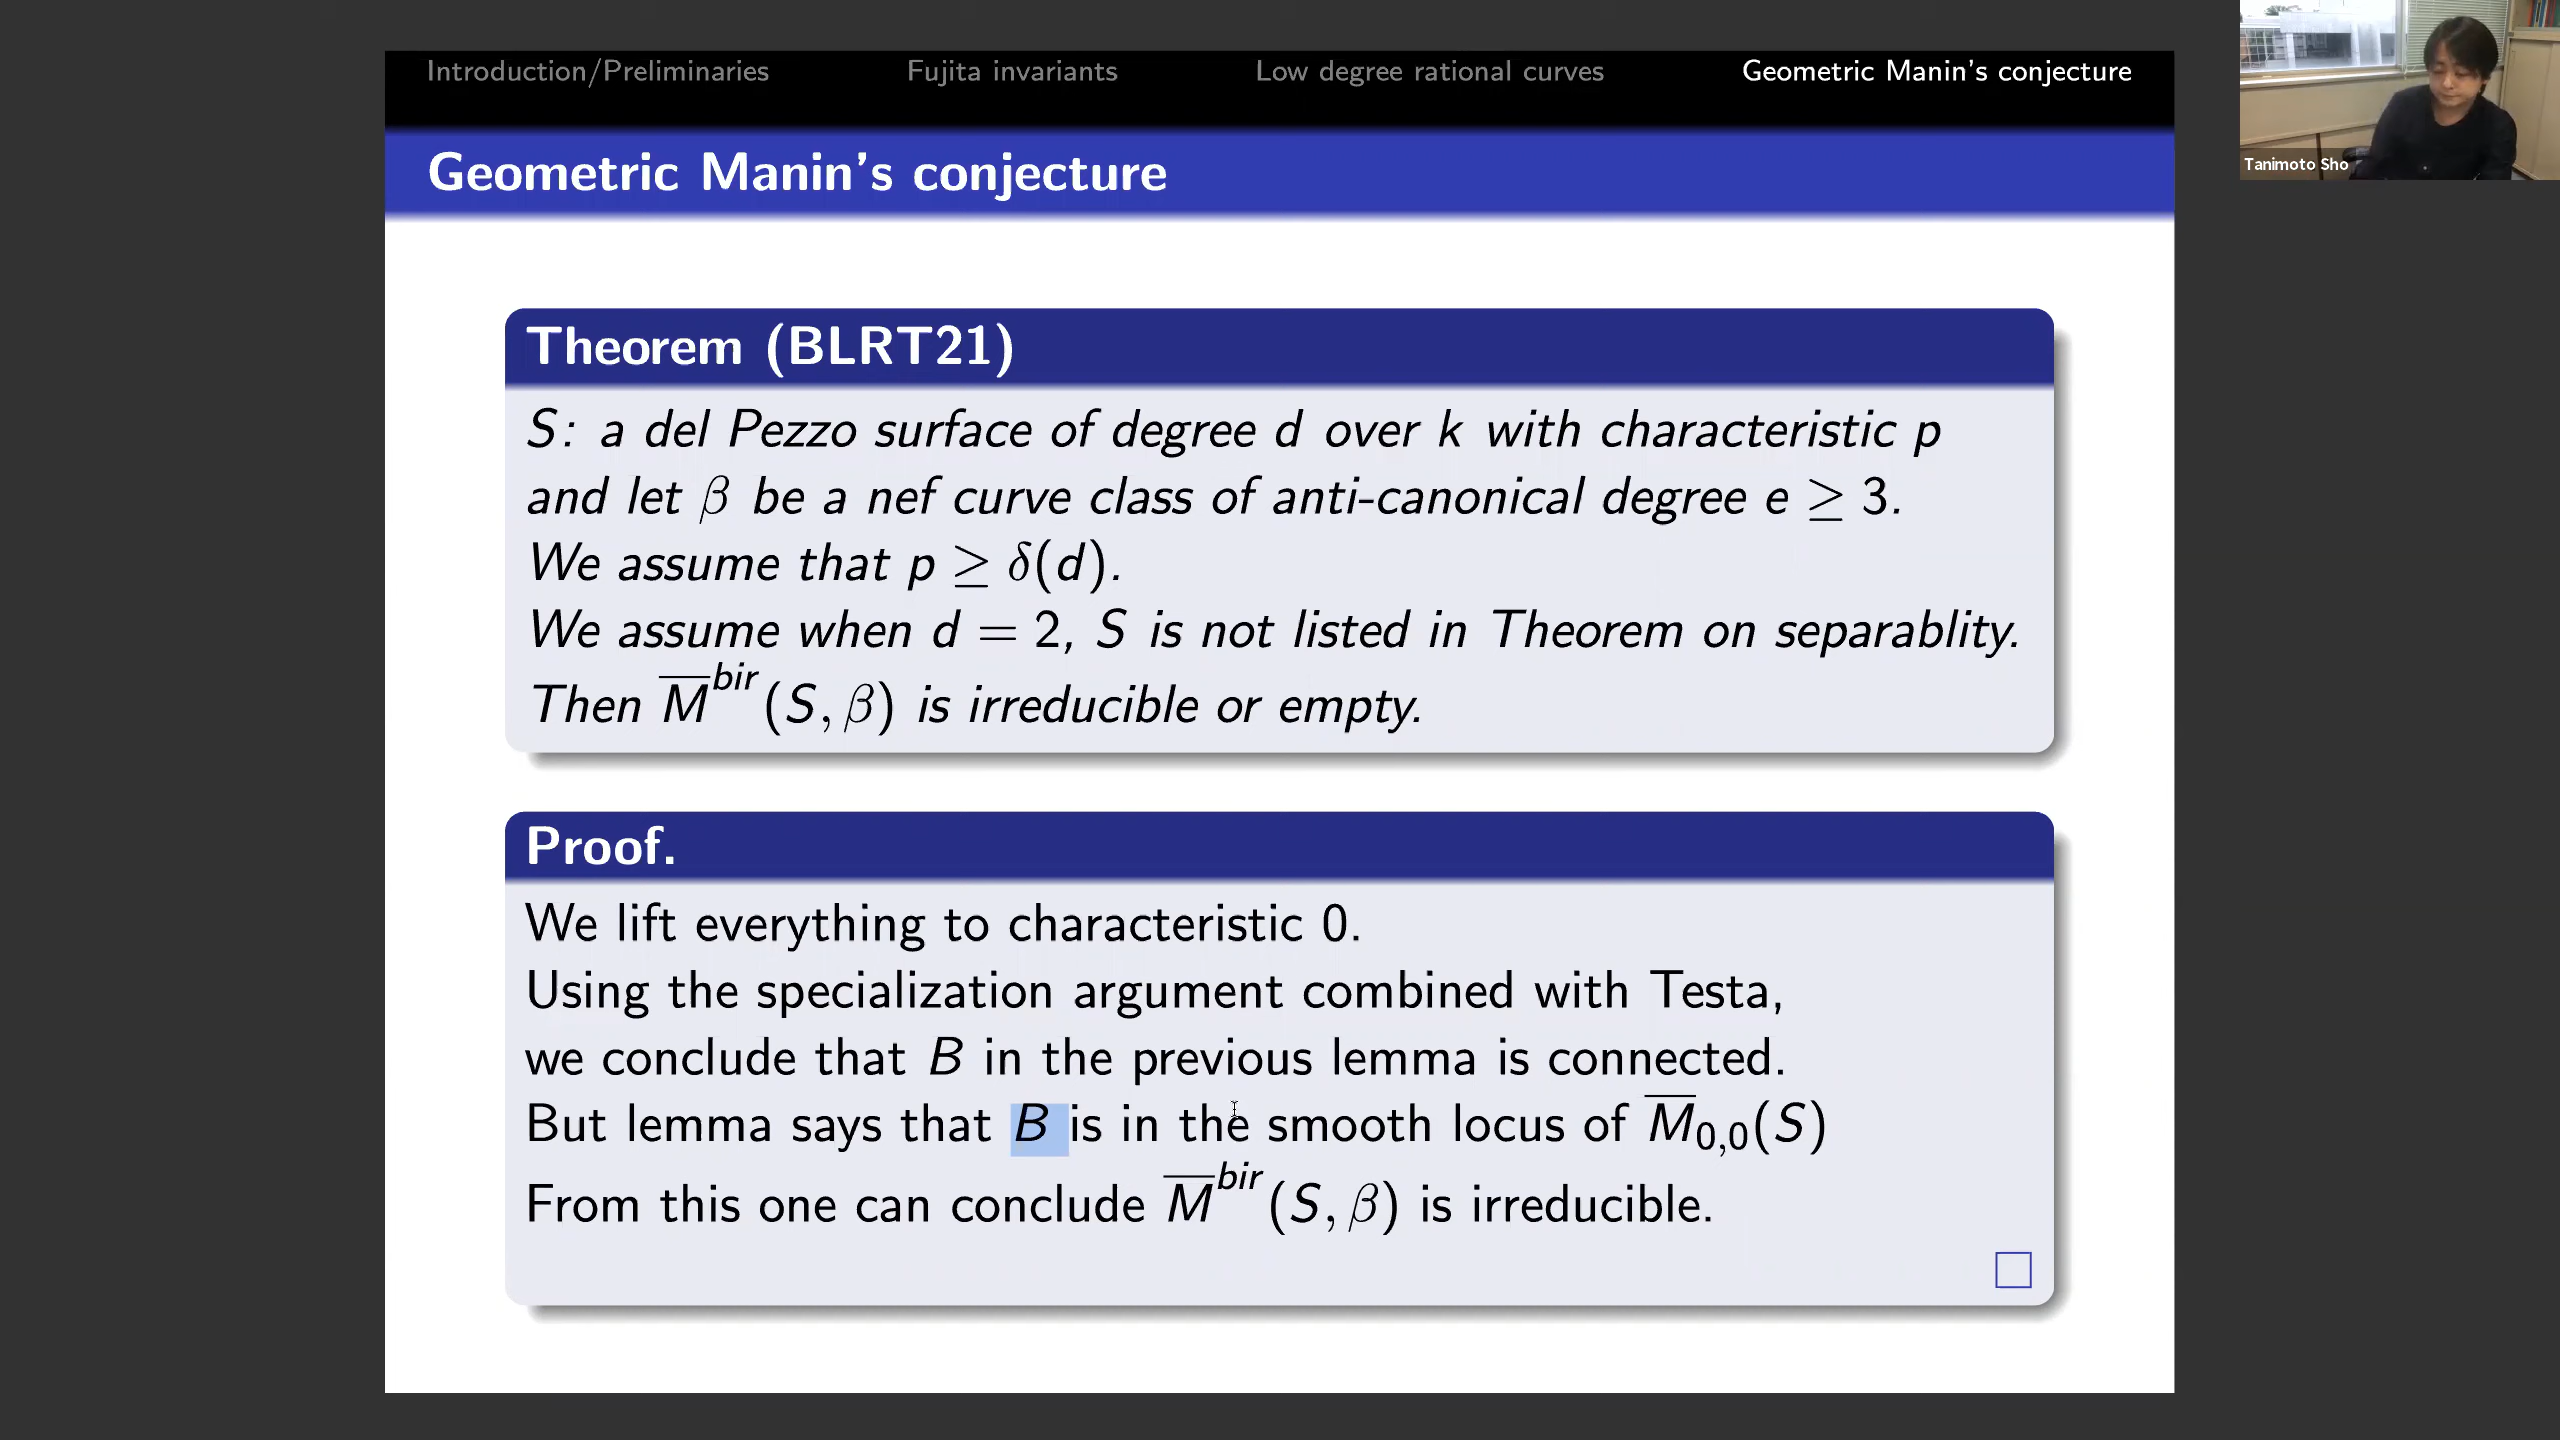 Introduction/Preliminaries Fujita invariants Low degree rational curves Geometric Manin's conjecture
Tanimoto Sho
Geometric Manin's conjecture
Theorem (BLRT21)
S: a del Pezzo surface of degree d over k with characteristic p
and let β be a nef curve class of anti-canonical degree e ≥ 3.
We assume that p ≥ δ(d).
We assume when d = 2, S is not listed in Theorem on separablity.
Then M̅^bir(S, β) is irreducible or empty.
Proof.
We lift everything to characteristic 0.
Using the specialization argument combined with Testa,
we conclude that B in the previous lemma is connected.
But lemma says that B is in the smooth locus of M̅_0,0(S)
From this one can conclude M̅^bir(S, β) is irreducible.